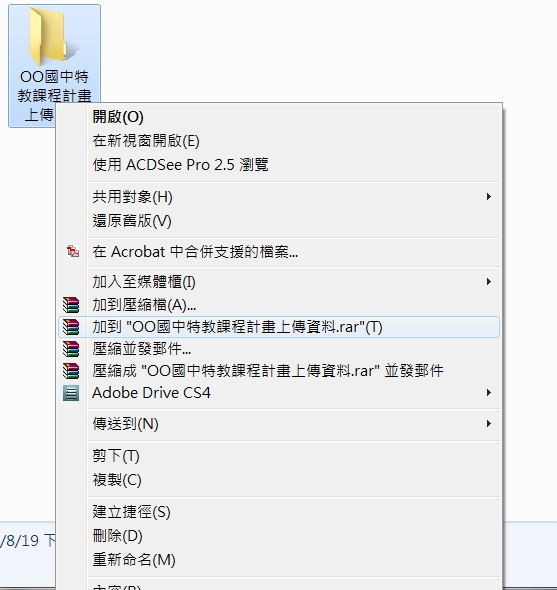 OO國中特
教課程計畫
上傳
開啟(O)
在新視窗開啟(E)
使用 ACDSee Pro 2.5 瀏覽
共用對象(H)
還原舊版(V)
在 Acrobat 中合併支援的檔案...
加入至媒體櫃(I)
加到壓縮檔(A)...
加到 "OO國中特教課程計畫上傳資料.rar"(T)
壓縮並發郵件...
壓縮成 "OO國中特教課程計畫上傳資料.rar" 並發郵件
Adobe Drive CS4
傳送到(N)
剪下(T)
複製(C)
建立捷徑(S)
/8/19 下
刪除(D)
重新命名(M)
內容(R)